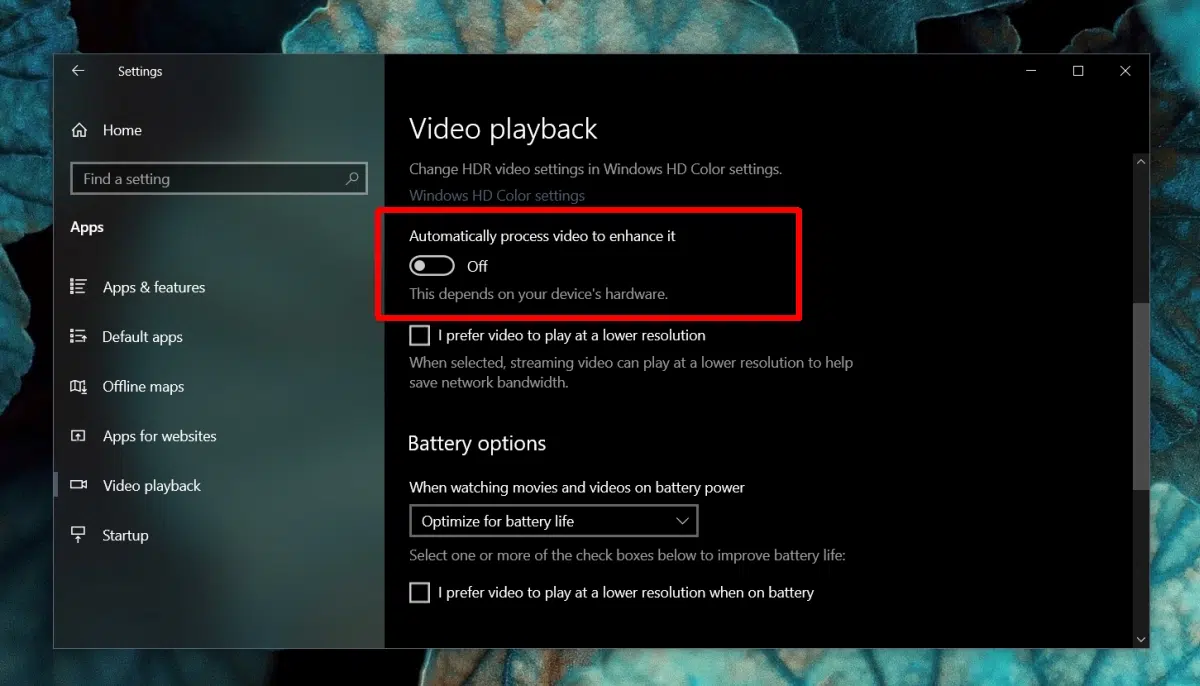 Settings
Home
Find a setting
Apps
Apps & features
Default apps
Offline maps
Apps for websites
Video playback
Startup
Video playback
Change HDR video settings in Windows HD Color settings.
Windows HD Color settings
Automatically process video to enhance it
Off
This depends on your device's hardware.
I prefer video to play at a lower resolution
When selected, streaming video can play at a lower resolution to help
save network bandwidth.
Battery options
When watching movies and videos on battery power
Optimize for battery life
Select one or more of the check boxes below to improve battery life:
I prefer video to play at a lower resolution when on battery